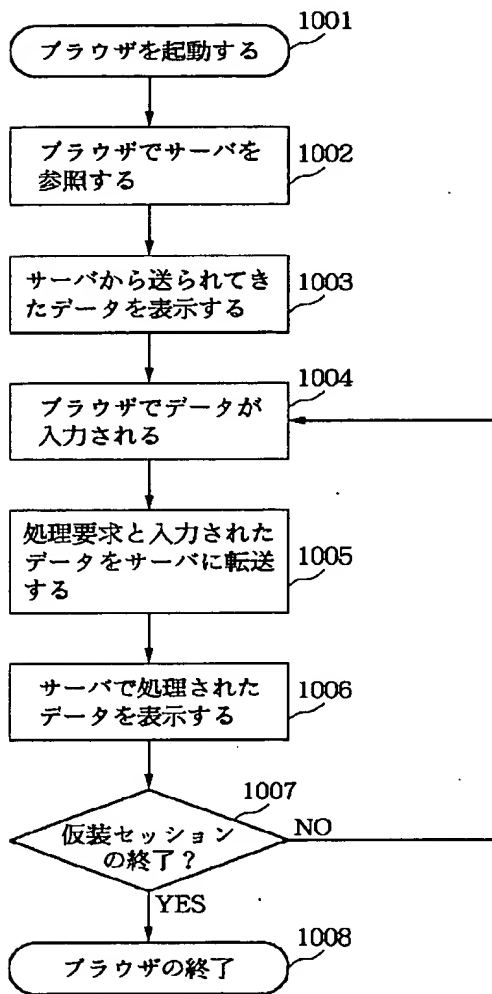 1001
ブラウザを起動する
1002
ブラウザでサーバを
参照する
1003
サーバから送られてき
たデータを表示する
1004
ブラウザでデータが
入力される
1005
処理要求と入力された
データをサーバに転送
する
1006
サーバで処理された
データを表示する
1007
仮装セッション
の終了？
NO
YES
1008
ブラウザの終了